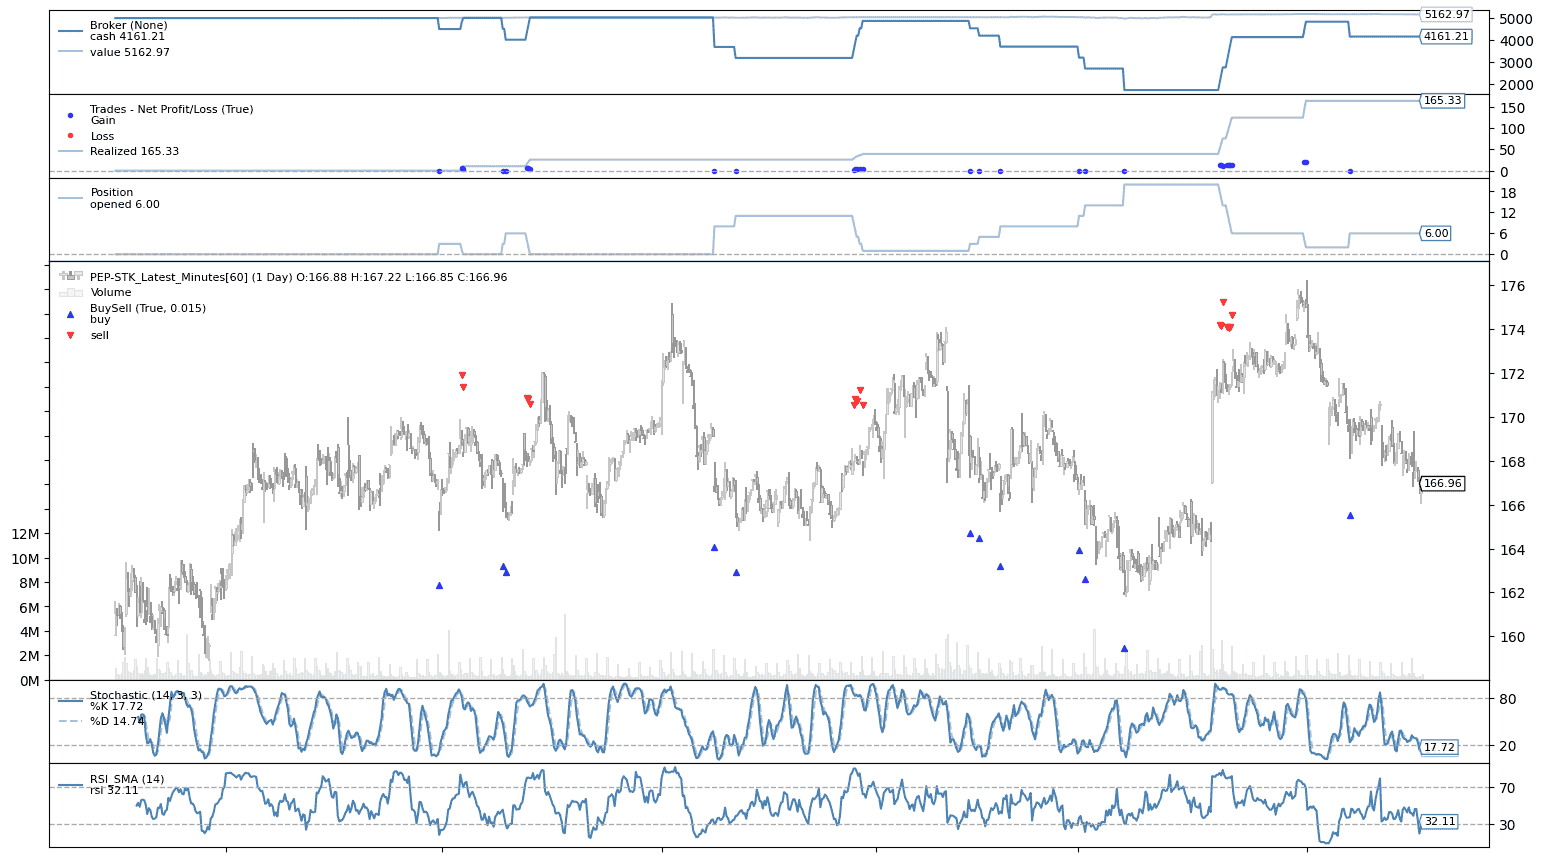 Broker (None)
cash 4161.21
value 5162.97
5162.97
5000
4161.21
4000
3000
2000
Trades - Net Profit/Loss (True)
Gain
Loss
Realized 165.33
165.33
150
100
50
0
Position
opened 6.00
18
12
6
6.00
0
PEP-STK_Latest_Minutes[60] (1 Day) O:166.88 H:167.22 L:166.85 C:166.96
Volume
BuySell (True, 0.015)
buy
sell
176
174
172
170
168
166.96
166
164
162
160
12M
10M
8M
6M
4M
2M
0M
Stochastic (14, 3, 3)
%K 17.72
%D 14.74
80
17.72
20
RSI_SMA (14)
rsi 32.11
70
32.11
30